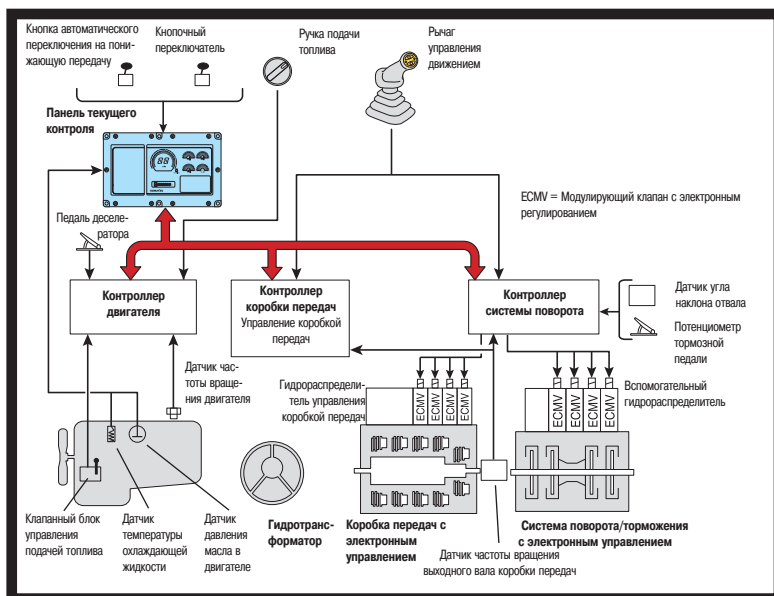 Кнопка автоматического
переключения на пони-
жающую передачу
Кнопочный
переключатель
Ручка подачи
топлива
Рычаг
управления
движением
Панель текущего
контроля
ECMV = Модулирующий клапан с электронным
регулированием
Педаль деселе-
ратора
Контроллер
двигателя
Контроллер
коробки передач
Управление коробкой
передач
Контроллер
системы поворота
Датчик угла
наклона отвала
Потенциометр
тормозной
педали
Датчик час-
тоты враще-
ния двигателя
Гидрораспредели-
тель управления
коробкой передач
ECMV
ECMV
ECMV
ECMV
ECMV
ECMV
ECMV
ECMV
Вспомогательный
гидрораспределитель
Клапанный блок
управления
подачей топлива
Датчик
температуры
охлаждающей
жидкости
Датчик
давления
масла в
двигателе
Гидротранс-
форматор
Коробка передач с
электронным
управлением
Датчик частоты вращения
выходного вала коробки передач
Система поворота/торможения
с электронным управлением